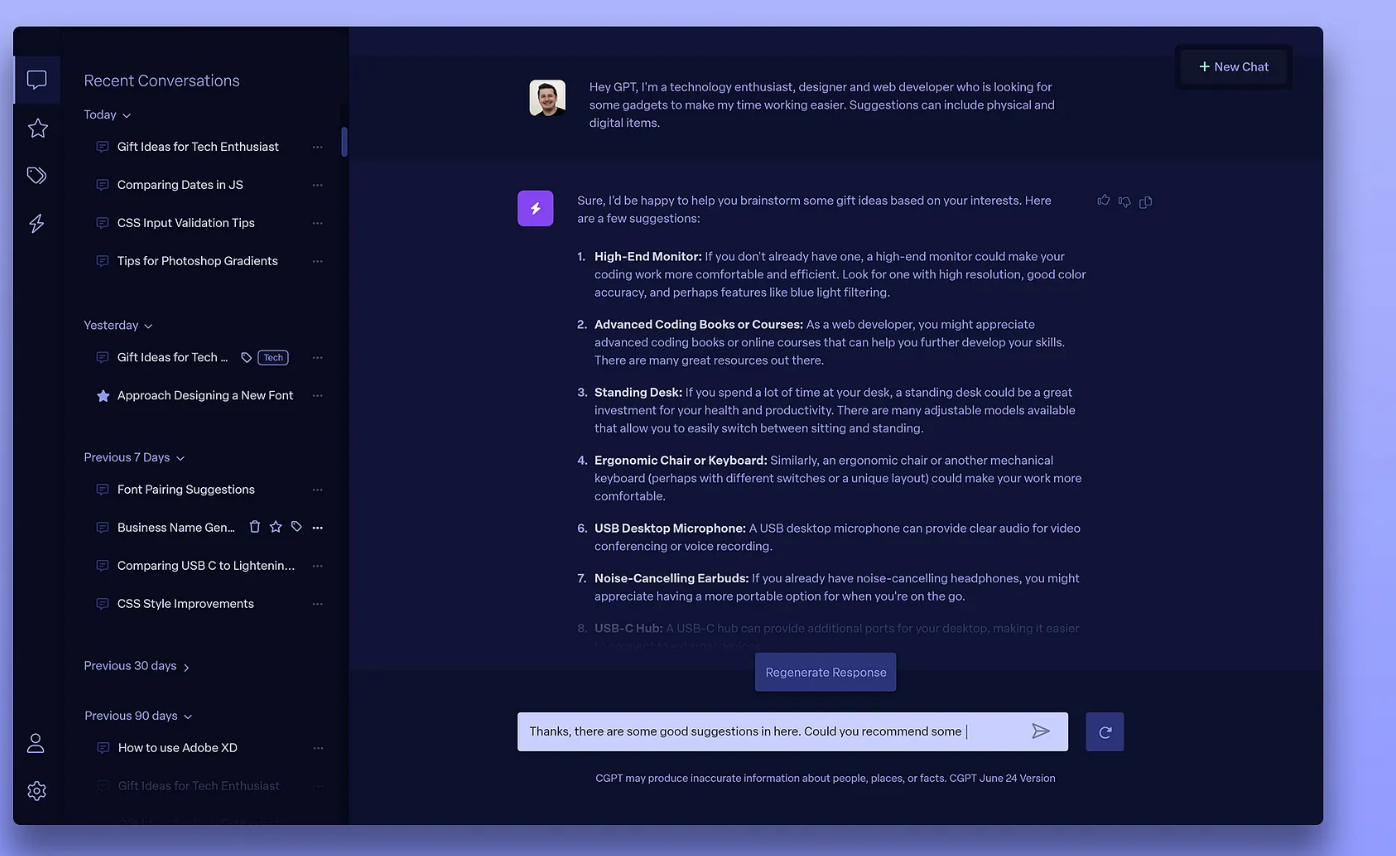 Recent Conversations
Today
Gift Ideas for Tech Enthusiast
Comparing Dates in JS
CSS Input Validation Tips
Tips for Photoshop Gradients
Yesterday
Gift Ideas for Tech ...
Tech
Approach Designing a New Font
Previous 7 Days
Font Pairing Suggestions
Business Name Gen...
Comparing USB C to Lightenin...
CSS Style Improvements
Previous 30 days
Previous 90 days
How to use Adobe XD
Gift Ideas for Tech Enthusiast
+ New Chat
Hey GPT, I'm a technology enthusiast, designer and web developer who is looking for
some gadgets to make my time working easier. Suggestions can include physical and
digital items.
Sure, I'd be happy to help you brainstorm some gift ideas based on your interests. Here
are a few suggestions:
1. High-End Monitor: If you don't already have one, a high-end monitor could make your
coding work more comfortable and efficient. Look for one with high resolution, good color
accuracy, and perhaps features like blue light filtering.
2. Advanced Coding Books or Courses: As a web developer, you might appreciate
advanced coding books or online courses that can help you further develop your skills.
There are many great resources out there.
3. Standing Desk: If you spend a lot of time at your desk, a standing desk could be a great
investment for your health and productivity. There are many adjustable models available
that allow you to easily switch between sitting and standing.
4. Ergonomic Chair or Keyboard: Similarly, an ergonomic chair or another mechanical
keyboard (perhaps with different switches or a unique layout) could make your work more
comfortable.
6. USB Desktop Microphone: A USB desktop microphone can provide clear audio for video
conferencing or voice recording.
7. Noise-Cancelling Earbuds: If you already have noise-cancelling headphones, you might
appreciate having a more portable option for when you're on the go.
8. USB-C Hub: A USB-C hub can provide additional ports for your desktop, making it easier
Regenerate Response
Thanks, there are some good suggestions in here. Could you recommend some
CGPT may produce inaccurate information about people, places, or facts. CGPT June 24 Version